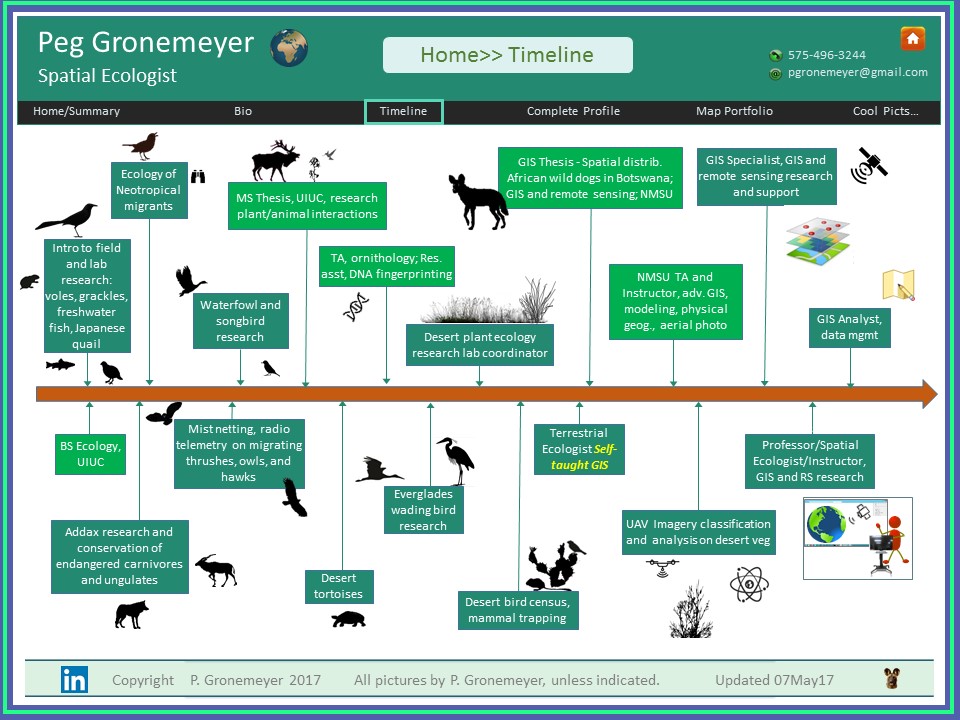 Peg Gronemeyer
Spatial Ecologist
Home>> Timeline
575-496-3244
pgronemeyer@gmail.com
Home/Summary
Bio
Timeline
Complete Profile
Map Portfolio
Cool Picts...
Ecology of
Neotropical
migrants
MS Thesis, UIUC, research
plant/animal interactions
GIS Thesis - Spatial distrib.
African wild dogs in Botswana;
GIS and remote sensing; NMSU
GIS Specialist, GIS and
remote sensing research
and support
Intro to field
and lab
research:
voles, grackles,
freshwater
fish, Japanese
quail
Waterfowl and
songbird
research
TA, ornithology; Res.
asst, DNA fingerprinting
Desert plant ecology
research lab coordinator
NMSU TA and
Instructor, adv. GIS,
modeling, physical
geog., aerial photo
GIS Analyst,
data mgmt
BS Ecology,
UIUC
Mist netting, radio
telemetry on migrating
thrushes, owls, and
hawks
Everglades
wading bird
research
Terrestrial
Ecologist Self-
taught GIS
Professor/Spatial
Ecologist/Instructor,
GIS and RS research
Addax research and
conservation of
endangered carnivores
and ungulates
Desert
tortoises
Desert bird census,
mammal trapping
UAV Imagery classification
and analysis on desert veg
in
Copyright P. Gronemeyer 2017
All pictures by P. Gronemeyer, unless indicated.
Updated 07May17